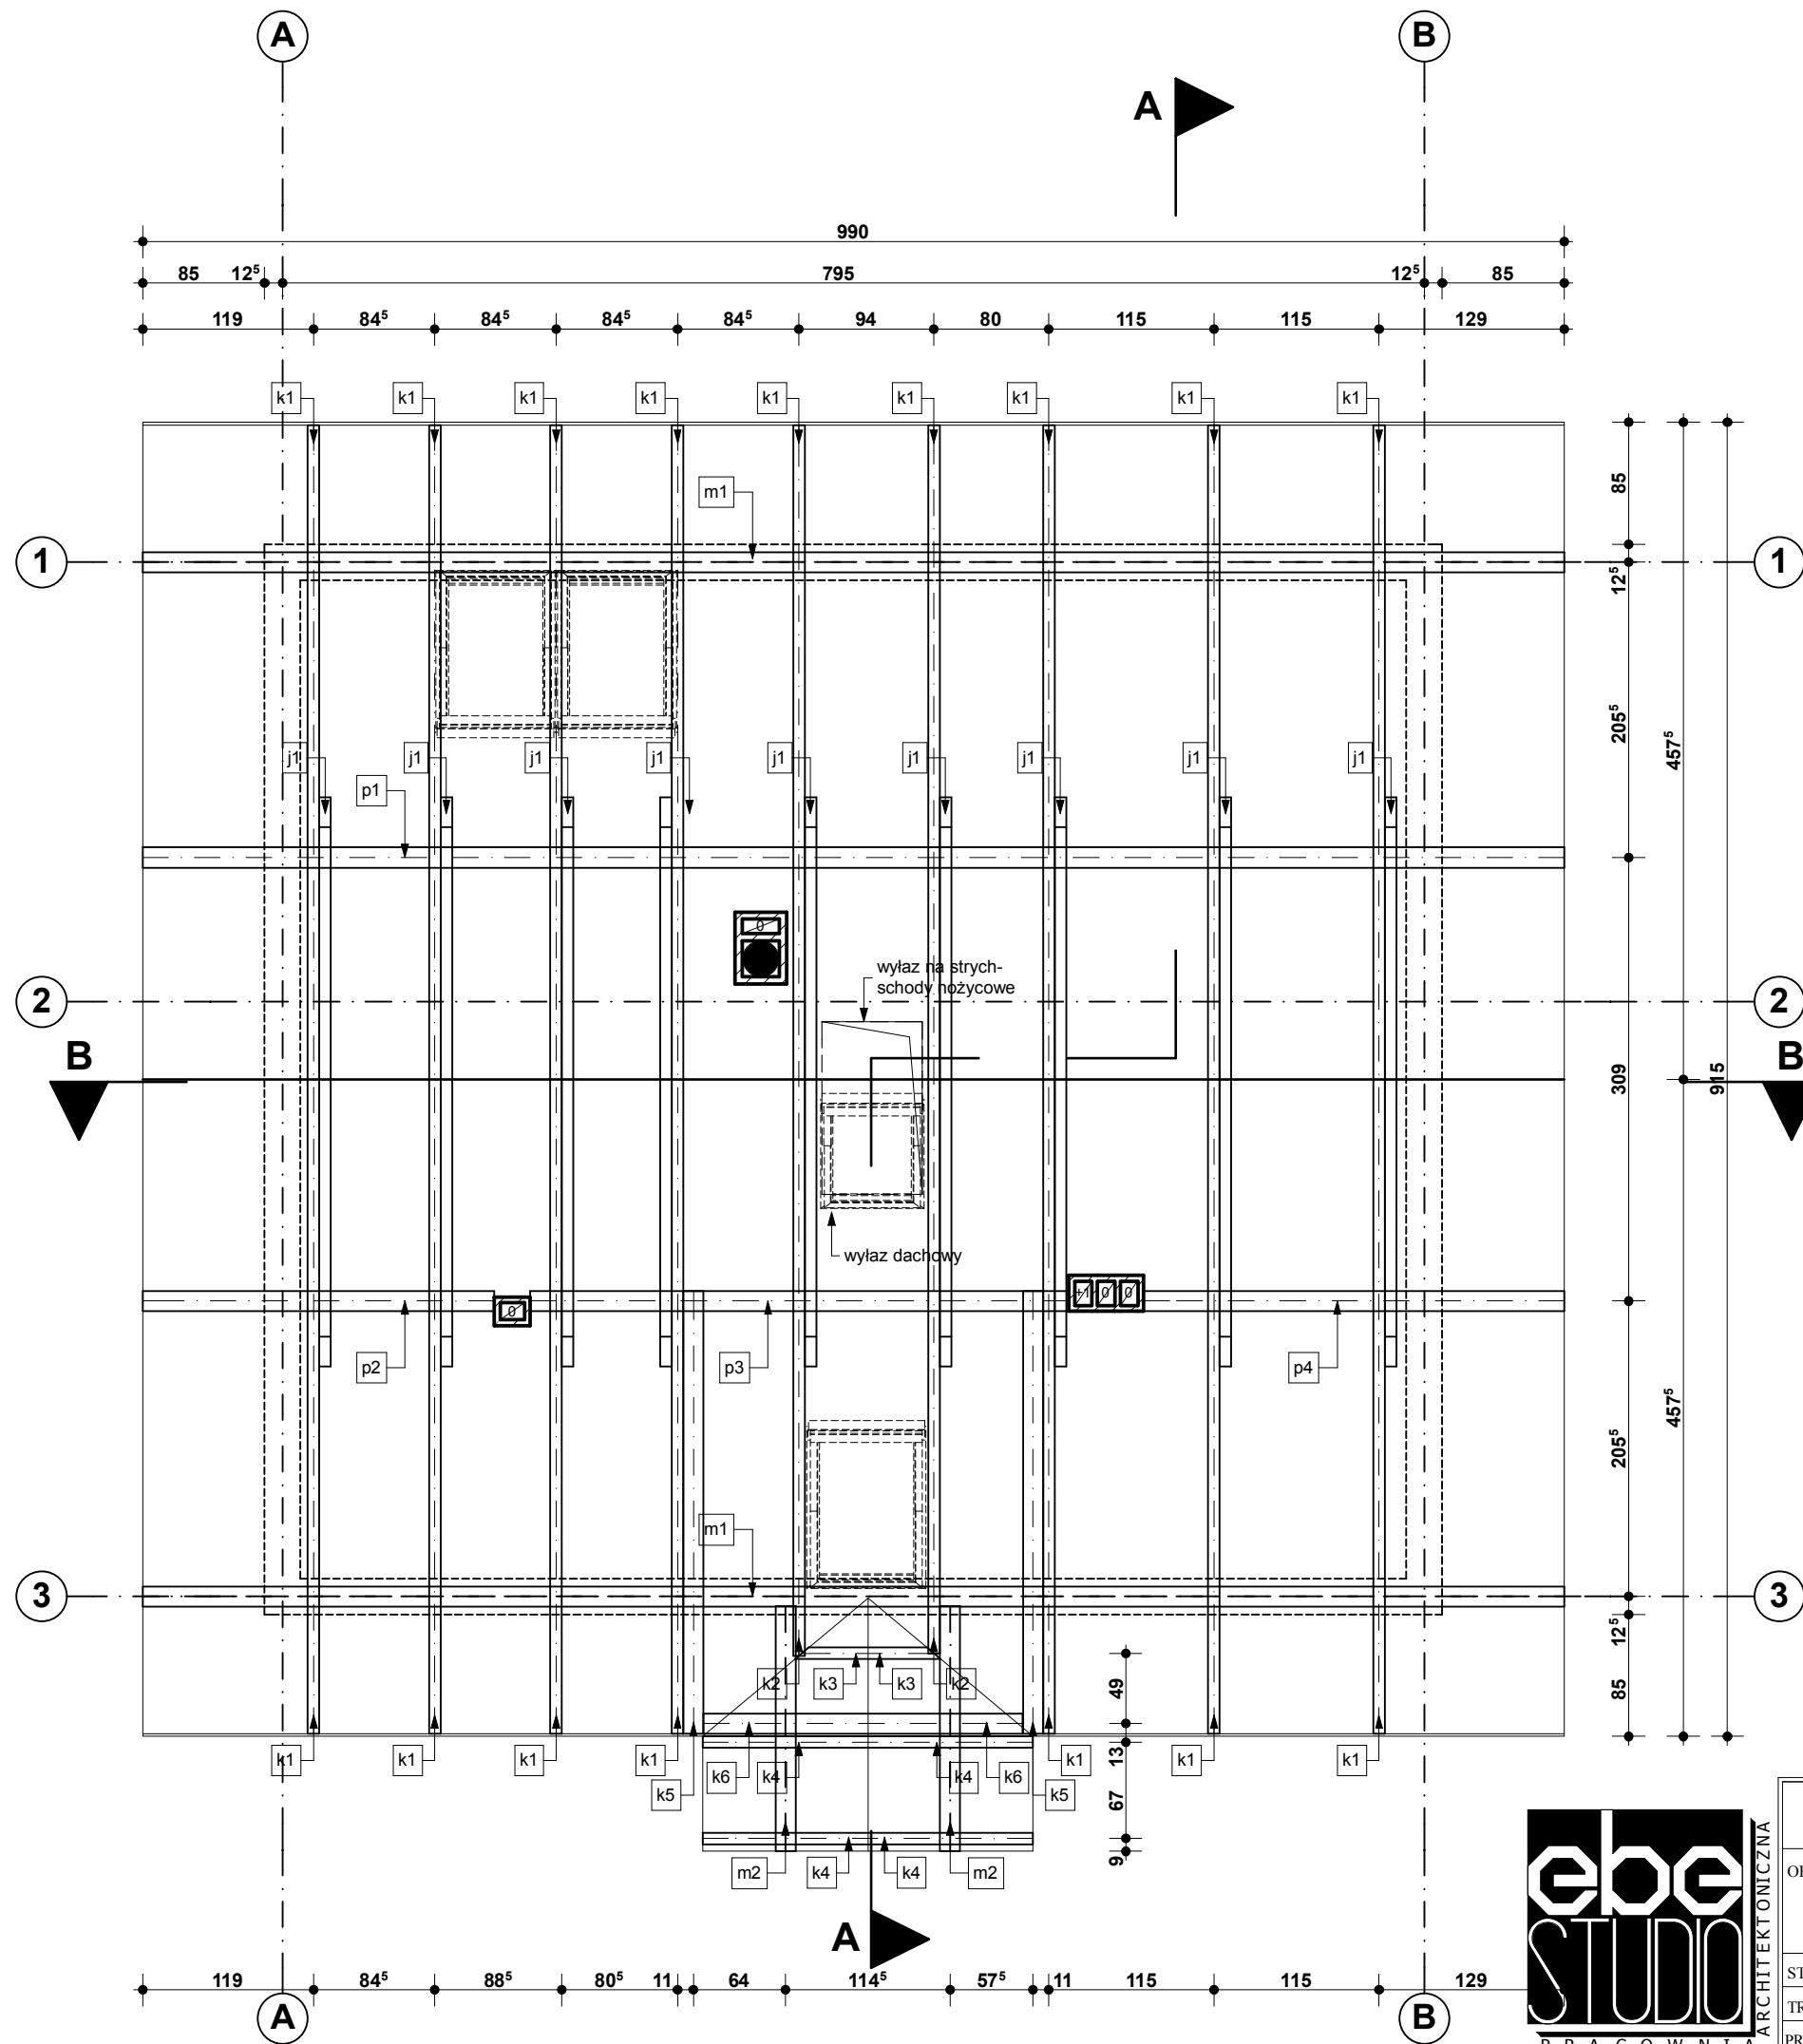 A B
A
990
85 12⁵ 795 12⁵ 85
119 84⁵ 84⁵ 84⁵ 84⁵ 94 80 115 115 129
k1 k1 k1 k1 k1 k1 k1 k1 k1
m1
85
1 1
12⁵
205⁵
457⁵
j1 j1 j1 j1 j1 j1 j1 j1 j1
p1
0
wyłaz na strych-
schody nożycowe
2 2
B B
309
915
wyłaz dachowy
0
+1 0 0
p2 p3 p4
457⁵
205⁵
m1
3 3
12⁵
k2 k3 k3 k2
49
85
k1 k1 k1 k1 k1 k1 k1
k6 k4 k4 k6
13
k5 k5
67
m2 k4 k4 m2
9
A
119 84⁵ 88⁵ 80⁵ 11 64 114⁵ 57⁵ 11 115 115 129
A B
ebe
STUDIO
ARCHITEKTONICZNA
PRACOWNIA